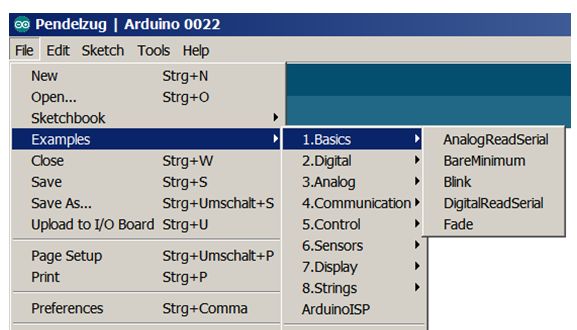 Pendelzug | Arduino 0022
File Edit Sketch Tools Help
New Strg+N
Open... Strg+O
Sketchbook
Examples
Close Strg+W
Save Strg+S
Save As... Strg+Umschalt+S
Upload to I/O Board Strg+U
Page Setup Strg+Umschalt+P
Print Strg+P
Preferences Strg+Comma
1.Basics
2.Digital
3.Analog
4.Communication
5.Control
6.Sensors
7.Display
8.Strings
ArduinoISP
AnalogReadSerial
BareMinimum
Blink
DigitalReadSerial
Fade